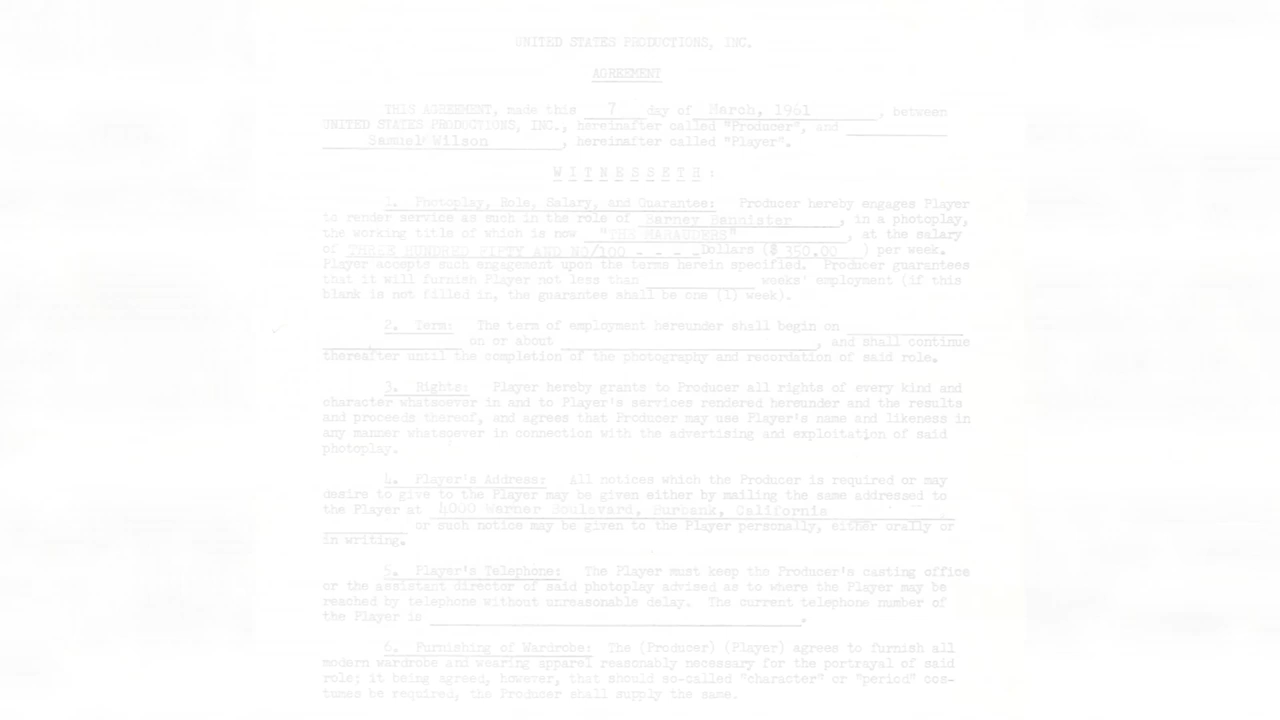 UNITED STATES PRODUCTIONS, INC.
AGREEMENT
THIS AGREEMENT, made this 7 day of March, 1961, between
UNITED STATES PRODUCTIONS, INC., hereinafter called "Producer", and
Samuel Wilson, hereinafter called "Player".
WITNESSETH:
1. Photoplay, Role, Salary, and Guarantee: Producer hereby engages Player
to render service as such in the role of Barney Bannister, in a photoplay,
the working title of which is now "THE MARAUDERS", at the salary
of THREE HUNDRED FIFTY AND NO/100 - - - - Dollars ($ 350.00 ) per week.
Player accepts such engagement upon the terms herein specified. Producer guarantees
that it will furnish Player not less than weeks' employment (if this
blank is not filled in, the guarantee shall be one (1) week).
2. Term: The term of employment hereunder shall begin on
on or about , and shall continue
thereafter until the completion of the photography and recordation of said role.
3. Rights: Player hereby grants to Producer all rights of every kind and
character whatsoever in and to Player's services rendered hereunder and the results
and proceeds thereof, and agrees that Producer may use Player's name and likeness in
any manner whatsoever in connection with the advertising and exploitation of said
photoplay.
4. Player's Address: All notices which the Producer is required or may
desire to give to the Player may be given either by mailing the same addressed to
the Player at 4000 Warner Boulevard, Burbank, California
or such notice may be given to the Player personally, either orally or
in writing.
5. Player's Telephone: The Player must keep the Producer's casting office
or the assistant director of said photoplay advised as to where the Player may be
reached by telephone without unreasonable delay. The current telephone number of
the Player is .
6. Furnishing of Wardrobe: The (Producer) (Player) agrees to furnish all
modern wardrobe and wearing apparel reasonably necessary for the portrayal of said
role; it being agreed, however, that should so-called "character" or "period" cos-
tumes be required, the Producer shall supply the same.